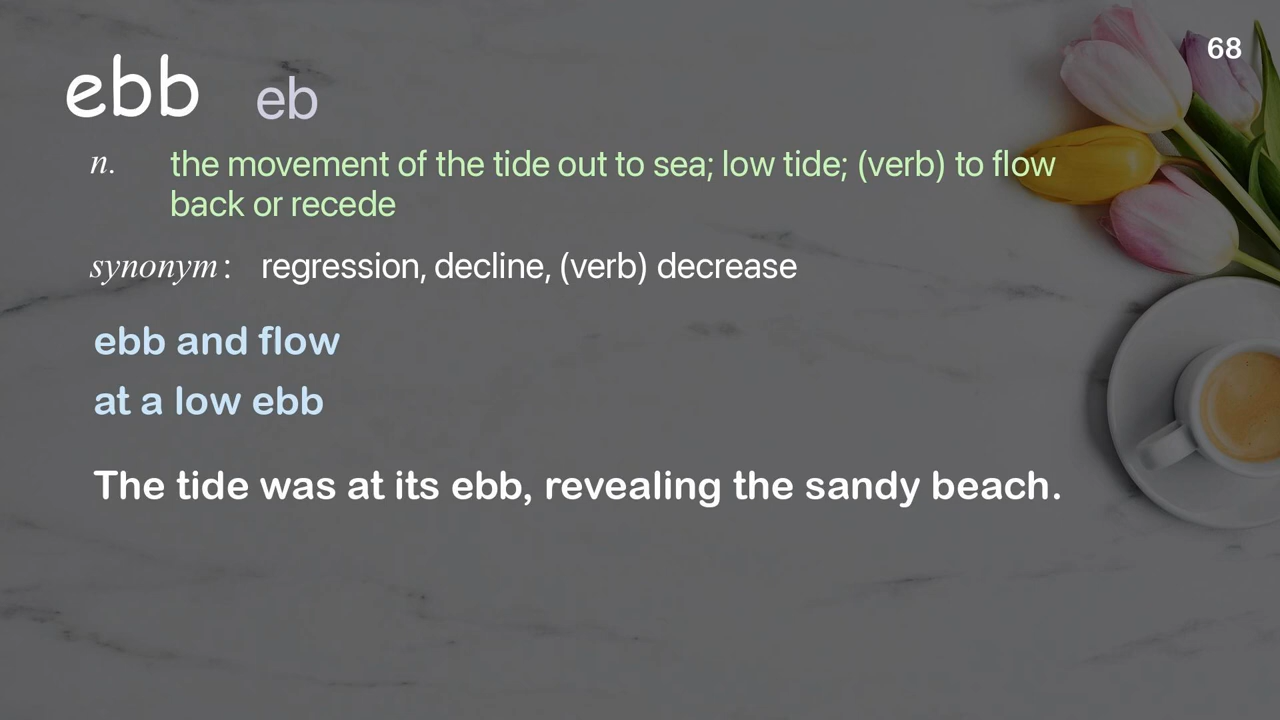 68
ebb eb
n. the movement of the tide out to sea; low tide; (verb) to flow
back or recede
synonym: regression, decline, (verb) decrease
ebb and flow
at a low ebb
The tide was at its ebb, revealing the sandy beach.